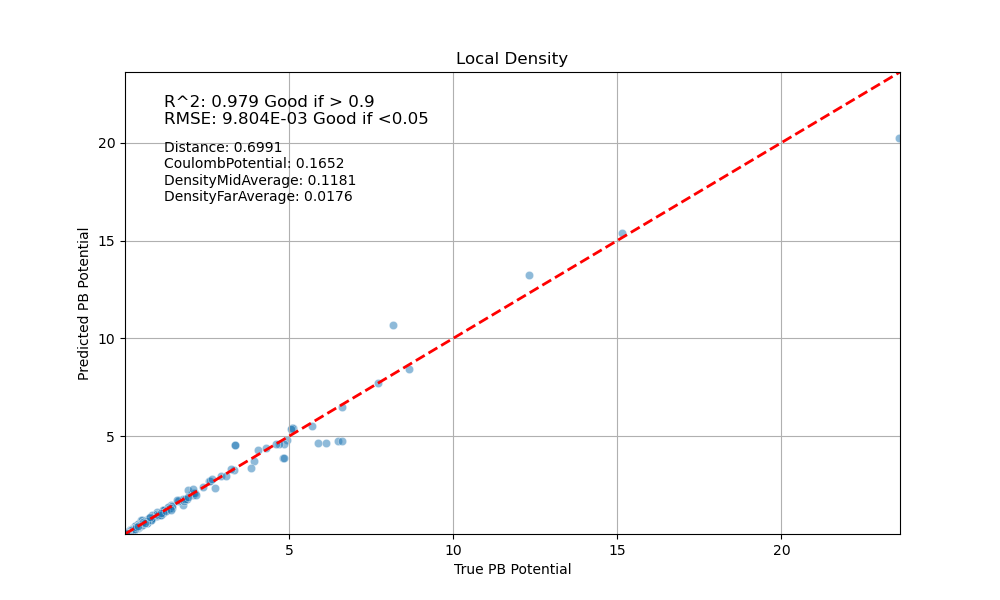 Local Density
R^2: 0.979 Good if > 0.9
RMSE: 9.804E-03 Good if <0.05
Distance: 0.6991
CoulombPotential: 0.1652
DensityMidAverage: 0.1181
DensityFarAverage: 0.0176
Predicted PB Potential
20
15
10
5
5
10
15
20
True PB Potential